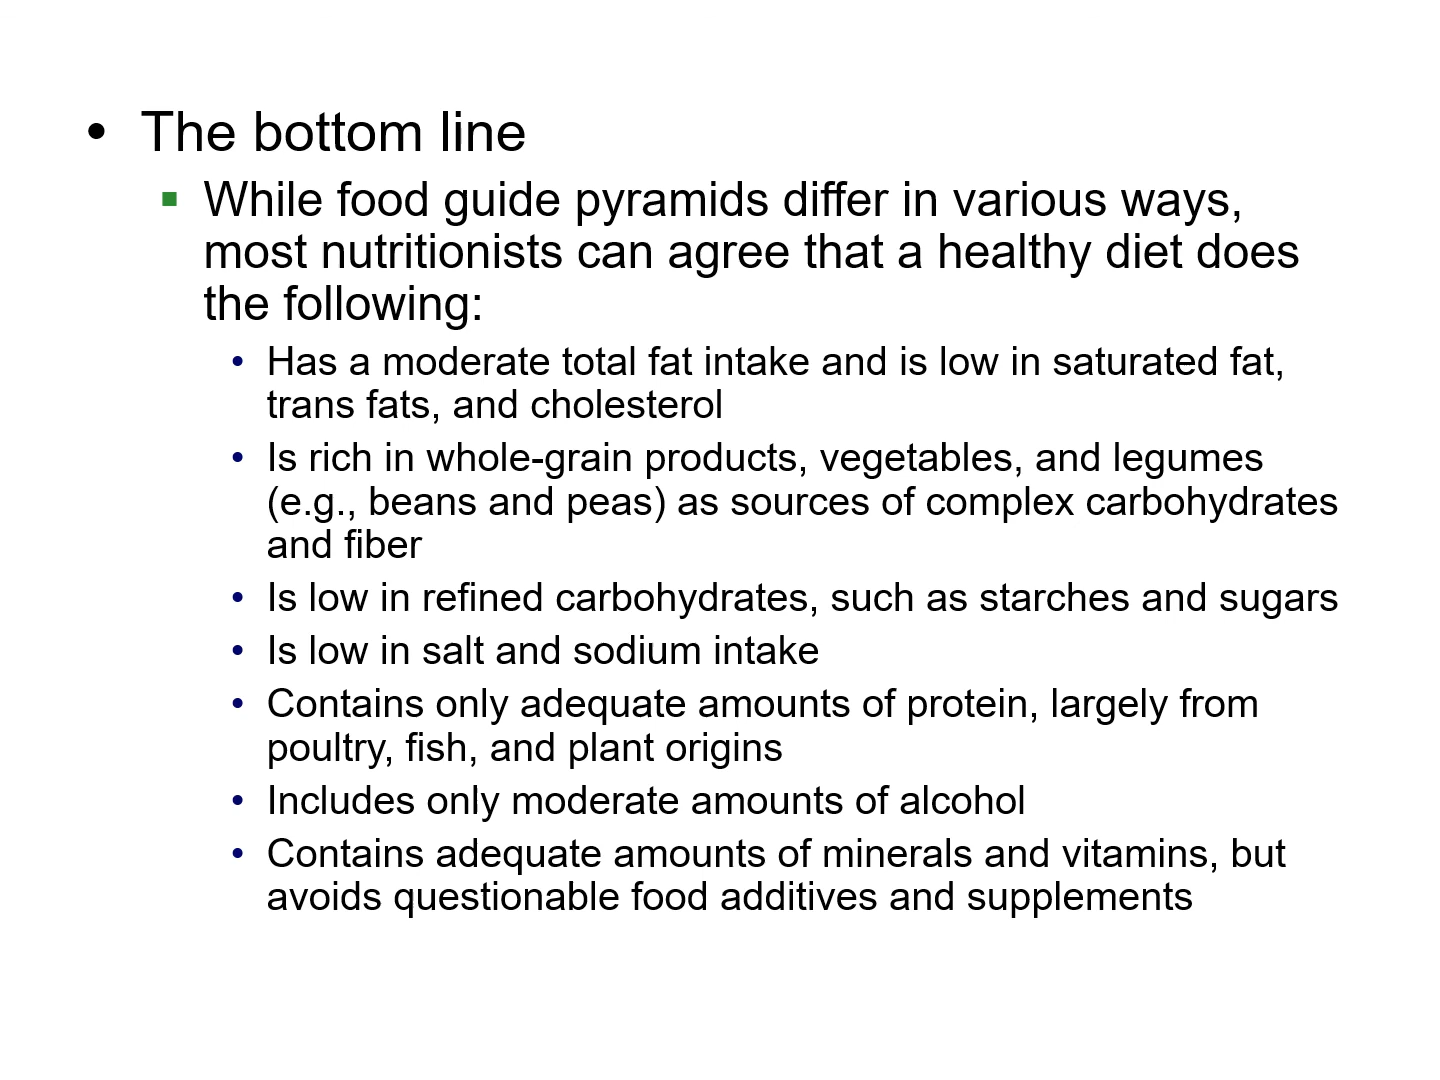 • The bottom line
▪ While food guide pyramids differ in various ways,
most nutritionists can agree that a healthy diet does
the following:
• Has a moderate total fat intake and is low in saturated fat,
trans fats, and cholesterol
• Is rich in whole-grain products, vegetables, and legumes
(e.g., beans and peas) as sources of complex carbohydrates
and fiber
• Is low in refined carbohydrates, such as starches and sugars
• Is low in salt and sodium intake
• Contains only adequate amounts of protein, largely from
poultry, fish, and plant origins
• Includes only moderate amounts of alcohol
• Contains adequate amounts of minerals and vitamins, but
avoids questionable food additives and supplements